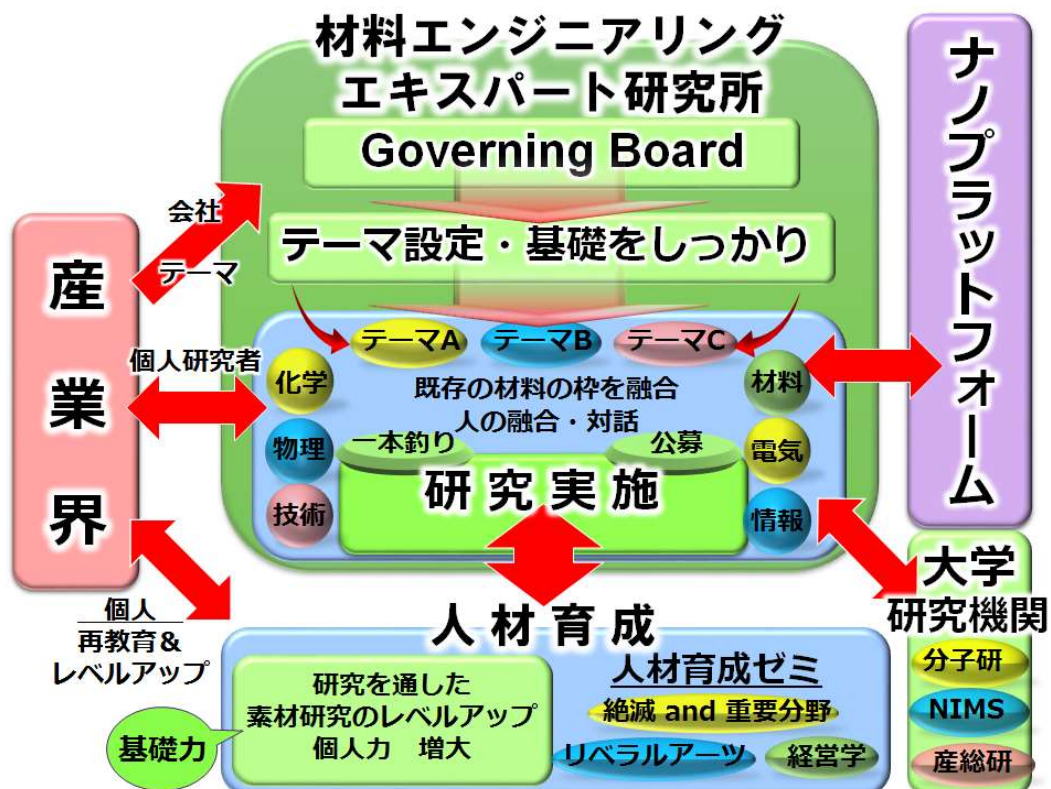 材料エンジニアリング
エキスパート研究所
Governing Board
テーマ設定・基礎をしっかり
会社
テーマ
産業界
個人研究者
テーマA
テーマB
テーマC
化学
物理
技術
既存の材料の枠を融合
人の融合・対話
一本釣り
公募
研究実施
材料
電気
情報
ナノプラットフォーム
個人
再教育&
レベルアップ
人材育成
研究を通した
素材研究のレベルアップ
個人力 増大
基礎力
人材育成ゼミ
絶滅 and 重要分野
リベラルアーツ
経営学
大学
研究機関
分子研
NIMS
産総研